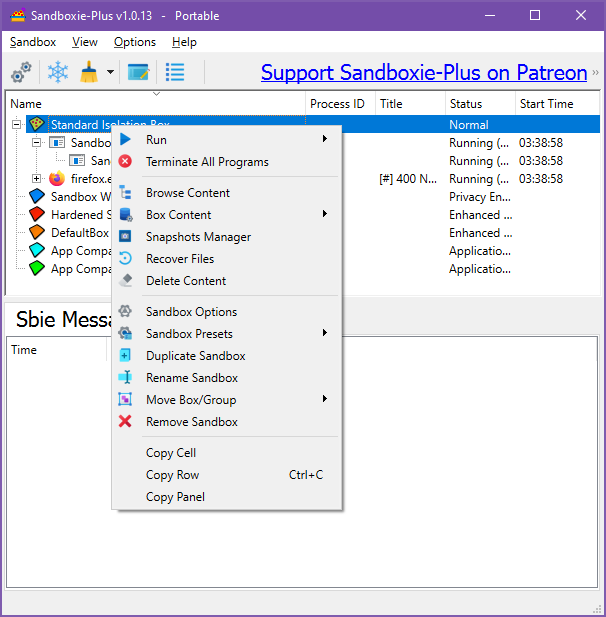 Sandboxie-Plus v1.0.13 - Portable
Sandbox View Options Help
Support Sandboxie-Plus on Patreon »
Name Process ID Title Status Start Time
Standard Isolation Box Normal
Sandbo Running (... 03:38:58
San Running (... 03:38:58
firefox.e [#] 400 N... Running (... 03:38:58
Sandbox W Privacy En...
Hardened S Enhanced ...
DefaultBox Enhanced ...
App Compa Applicatio...
App Compa Applicatio...
Run
Terminate All Programs
Browse Content
Box Content
Snapshots Manager
Recover Files
Delete Content
Sandbox Options
Sandbox Presets
Duplicate Sandbox
Rename Sandbox
Move Box/Group
Remove Sandbox
Copy Cell
Copy Row Ctrl+C
Copy Panel
Sbie Messa
Time